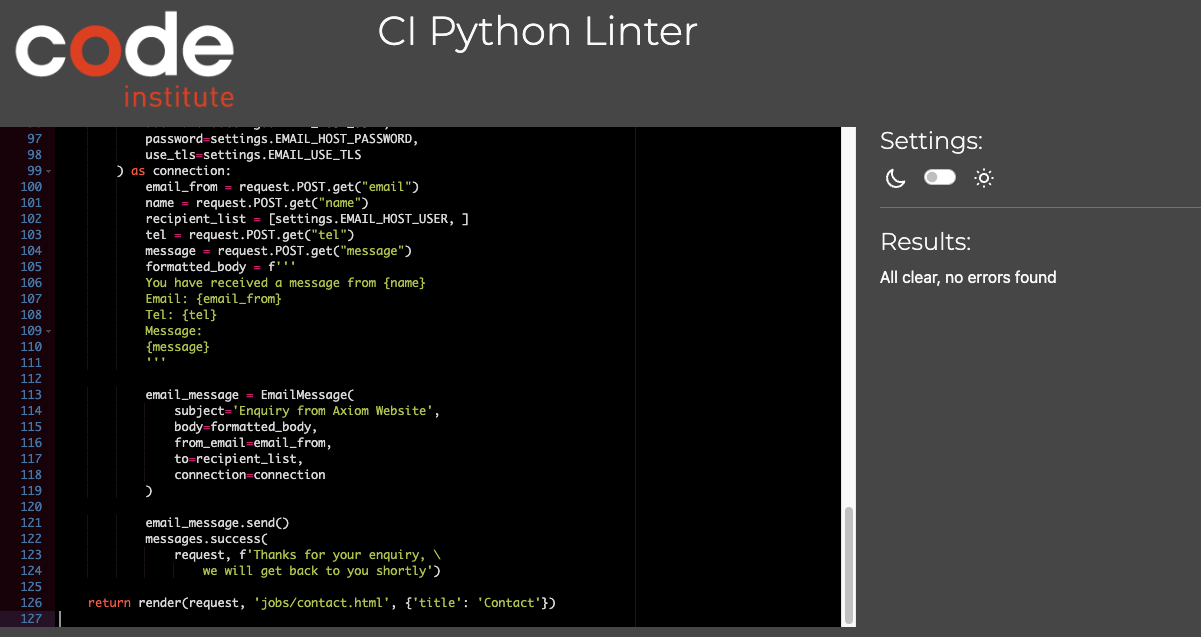 code
institute
CI Python Linter
97 password=settings.EMAIL_HOST_PASSWORD,
98 use_tls=settings.EMAIL_USE_TLS
99 ) as connection:
100 email_from = request.POST.get("email")
101 name = request.POST.get("name")
102 recipient_list = [settings.EMAIL_HOST_USER, ]
103 tel = request.POST.get("tel")
104 message = request.POST.get("message")
105 formatted_body = f'''
106 You have received a message from {name}
107 Email: {email_from}
108 Tel: {tel}
109 Message:
110 {message}
111 '''
112
113 email_message = EmailMessage(
114 subject='Enquiry from Axiom Website',
115 body=formatted_body,
116 from_email=email_from,
117 to=recipient_list,
118 connection=connection
119 )
120
121 email_message.send()
122 messages.success(
123 request, f'Thanks for your enquiry, \
124 we will get back to you shortly')
125
126 return render(request, 'jobs/contact.html', {'title': 'Contact'})
127
Settings:
Results:
All clear, no errors found